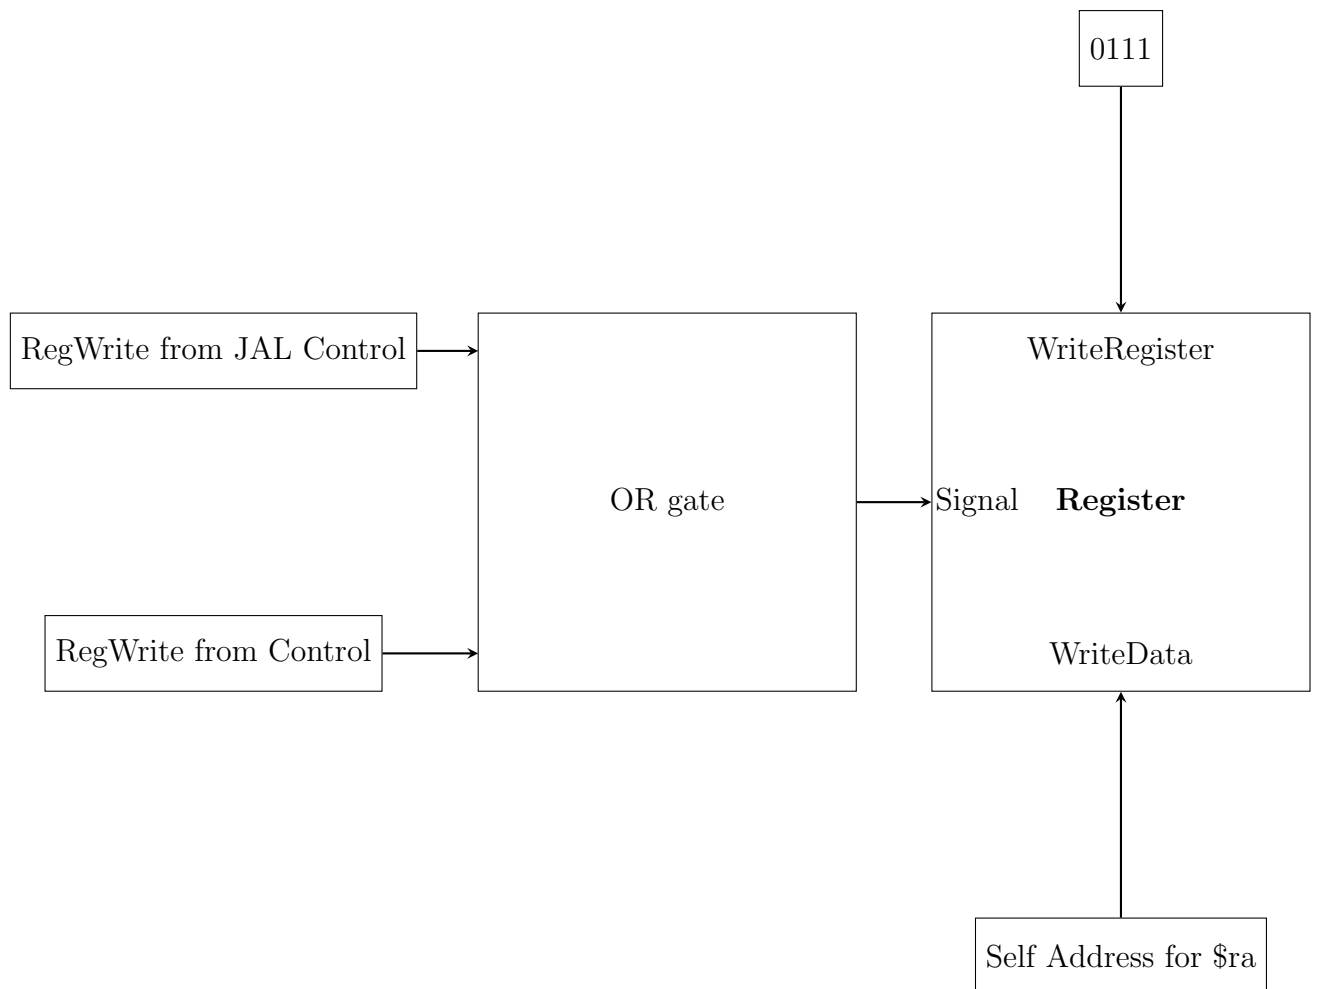 0111
RegWrite from JAL Control
WriteRegister
OR gate
Signal
Register
RegWrite from Control
WriteData
Self Address for $ra